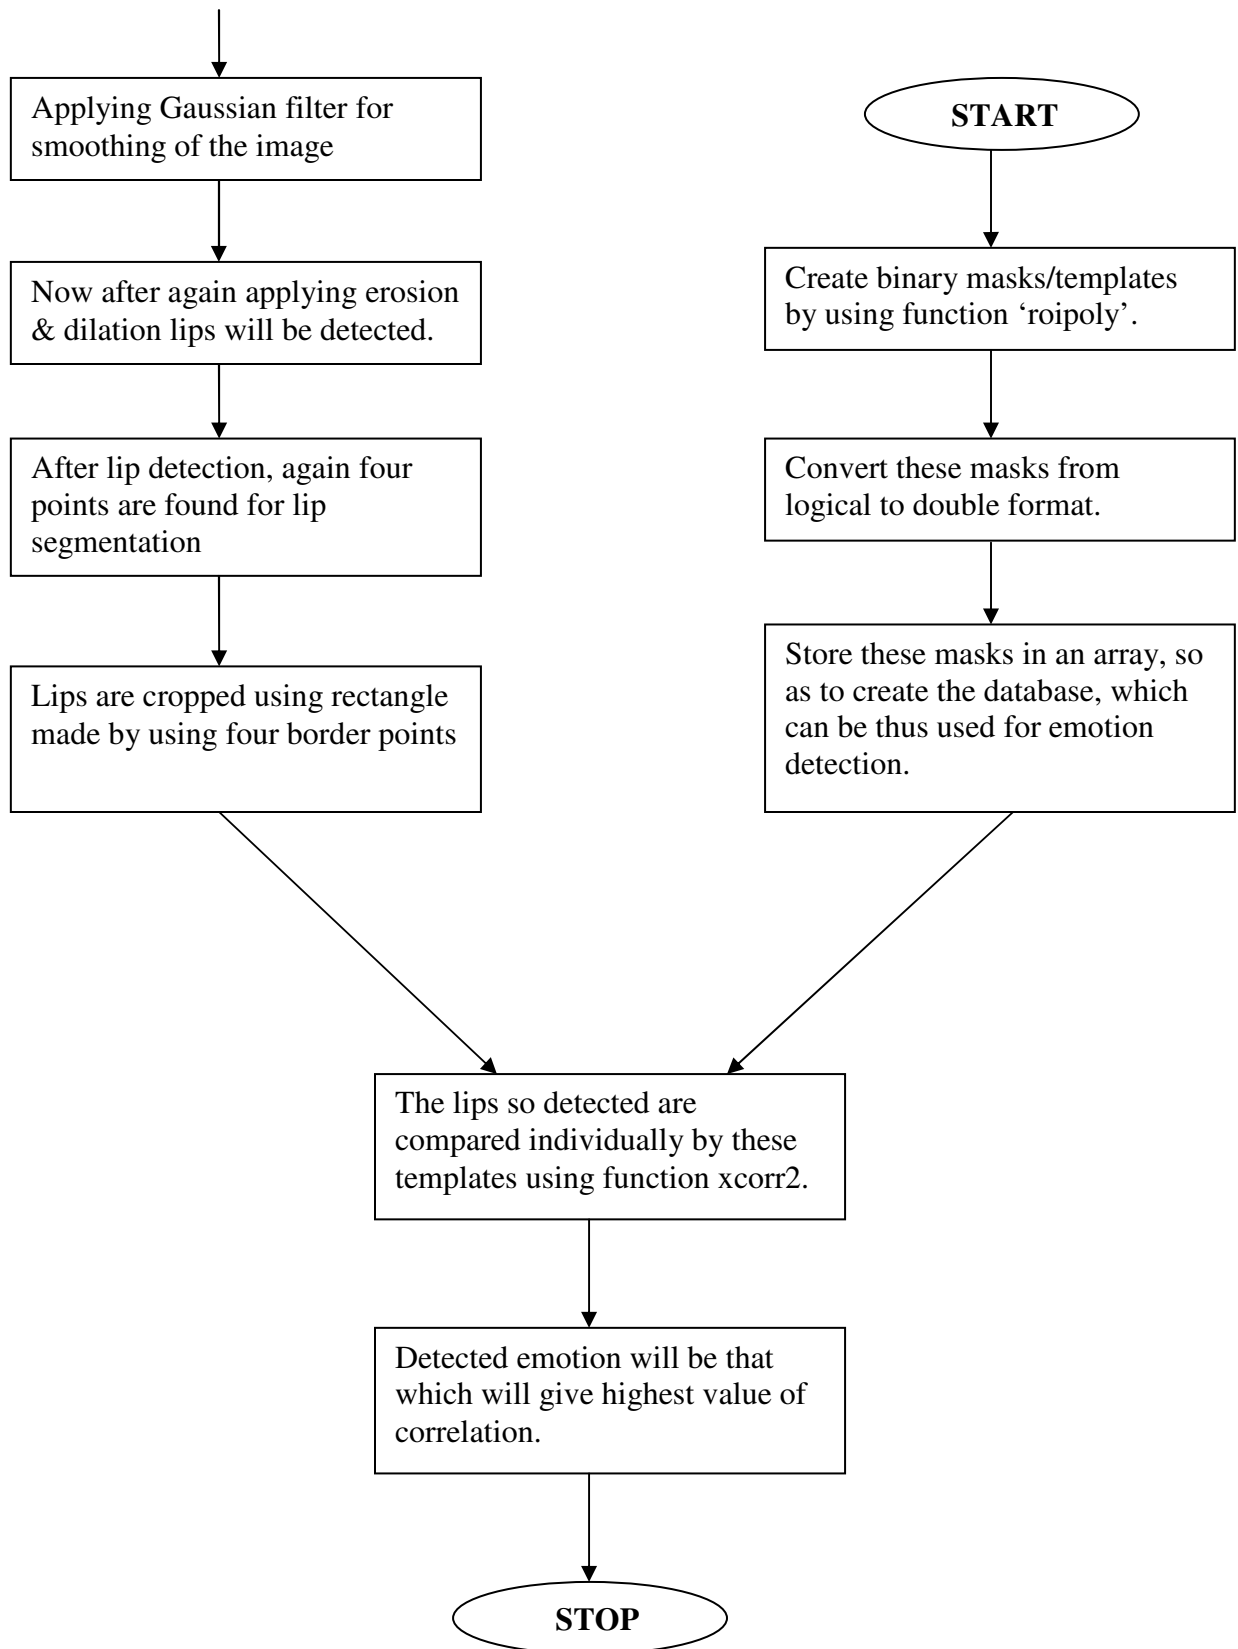 Applying Gaussian filter for
smoothing of the image
Now after again applying erosion
& dilation lips will be detected.
After lip detection, again four
points are found for lip
segmentation
Lips are cropped using rectangle
made by using four border points
START
Create binary masks/templates
by using function ‘roipoly’.
Convert these masks from
logical to double format.
Store these masks in an array, so
as to create the database, which
can be thus used for emotion
detection.
The lips so detected are
compared individually by these
templates using function xcorr2.
Detected emotion will be that
which will give highest value of
correlation.
STOP